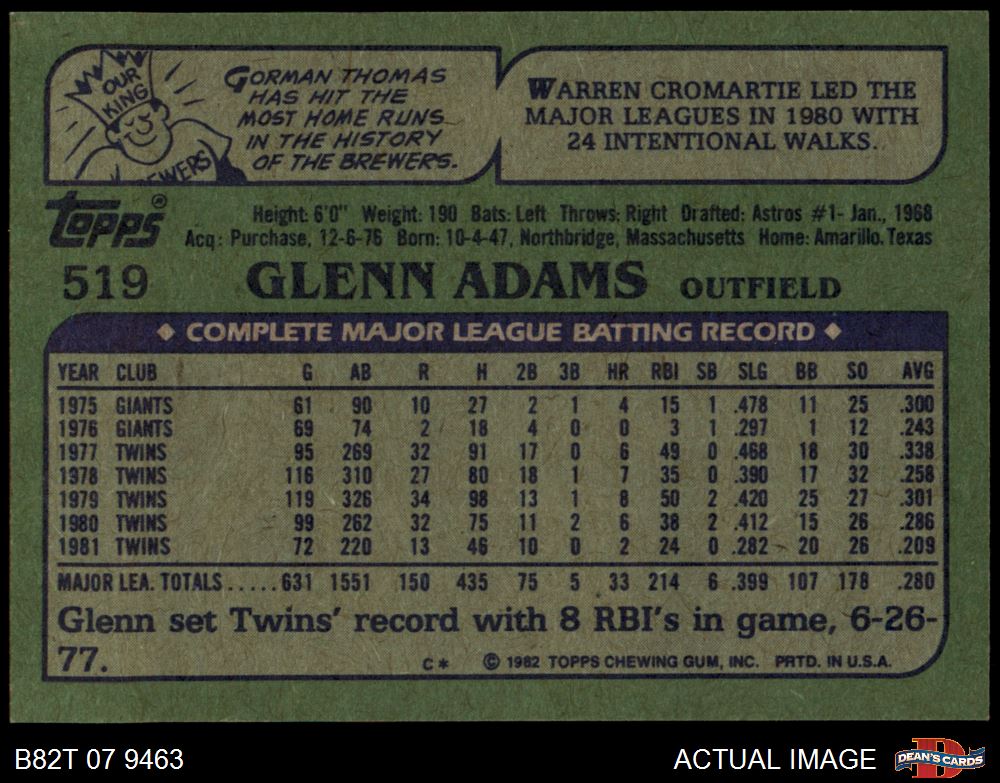 OUR
KING
BREWERS
GORMAN THOMAS
HAS HIT THE
MOST HOME RUNS
IN THE HISTORY
OF THE BREWERS.
WARREN CROMARTIE LED THE
MAJOR LEAGUES IN 1980 WITH
24 INTENTIONAL WALKS.
Topps®
Height: 6'0" Weight: 190 Bats: Left Throws: Right Drafted: Astros #1- Jan., 1968
Acq: Purchase, 12-6-76 Born: 10-4-47, Northbridge, Massachusetts Home: Amarillo, Texas
519 GLENN ADAMS OUTFIELD
◆ COMPLETE MAJOR LEAGUE BATTING RECORD ◆
YEAR CLUB G AB R H 2B 3B HR RBI SB SLG BB SO AVG
1975 GIANTS 61 90 10 27 2 1 4 15 1 .478 11 25 .300
1976 GIANTS 69 74 2 18 4 0 0 3 1 .297 1 12 .243
1977 TWINS 95 269 32 91 17 0 6 49 0 .468 18 30 .338
1978 TWINS 116 310 27 80 18 1 7 35 0 .390 17 32 .258
1979 TWINS 119 326 34 98 13 1 8 50 2 .420 25 27 .301
1980 TWINS 99 262 32 75 11 2 6 38 2 .412 15 26 .286
1981 TWINS 72 220 13 46 10 0 2 24 0 .282 20 26 .209
MAJOR LEA. TOTALS.....631 1551 150 435 75 5 33 214 6 .399 107 178 .280
Glenn set Twins' record with 8 RBI's in game, 6-26-
77.
C* © 1982 TOPPS CHEWING GUM, INC. PRTD. IN U.S.A.
B82T 07 9463
ACTUAL IMAGE
D
DEAN'S CARDS